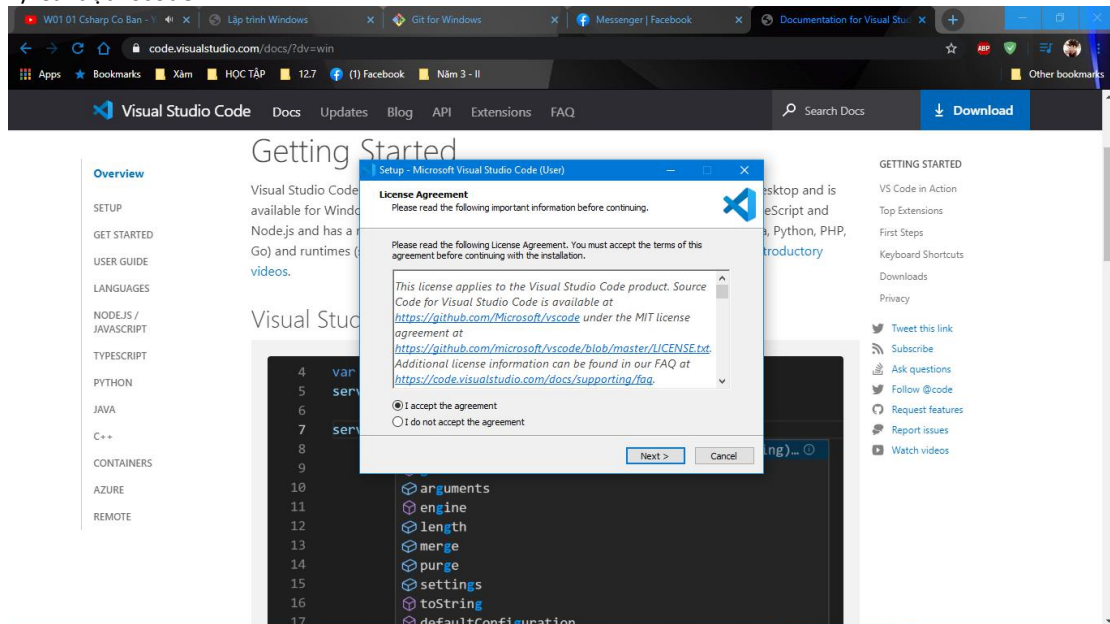 W01 01 Csharp Co Ban - Y
Lập trình Windows
Git for Windows
Messenger | Facebook
Documentation for Visual Stud
code.visualstudio.com/docs/?dv=win
ABP
Apps
Bookmarks
Xàm
HỌC TẬP
12.7
(1) Facebook
Năm 3 - II
Other bookmarks
Visual Studio Code
Docs
Updates
Blog
API
Extensions
FAQ
Search Docs
Download
Overview
SETUP
GET STARTED
USER GUIDE
LANGUAGES
NODE.JS /
JAVASCRIPT
TYPESCRIPT
PYTHON
JAVA
C++
CONTAINERS
AZURE
REMOTE
Getting Started
Visual Studio Code
esktop and is
available for Windo
eScript and
Node.js and has a r
, Python, PHP,
Go) and runtimes (
troductory
videos.
Visual Stud
Setup - Microsoft Visual Studio Code (User)
License Agreement
Please read the following important information before continuing.
Please read the following License Agreement. You must accept the terms of this
agreement before continuing with the installation.
This license applies to the Visual Studio Code product. Source
Code for Visual Studio Code is available at
https://github.com/Microsoft/vscode under the MIT license
agreement at
https://github.com/microsoft/vscode/blob/master/LICENSE.txt.
Additional license information can be found in our FAQ at
https://code.visualstudio.com/docs/supporting/faq.
I accept the agreement
I do not accept the agreement
Next >
Cancel
4 var
5 serv
6
7 serv
8 ing)...
9
10 arguments
11 engine
12 length
13 merge
14 purge
15 settings
16 toString
17 defaultConfiguration
GETTING STARTED
VS Code in Action
Top Extensions
First Steps
Keyboard Shortcuts
Downloads
Privacy
Tweet this link
Subscribe
Ask questions
Follow @code
Request features
Report issues
Watch videos